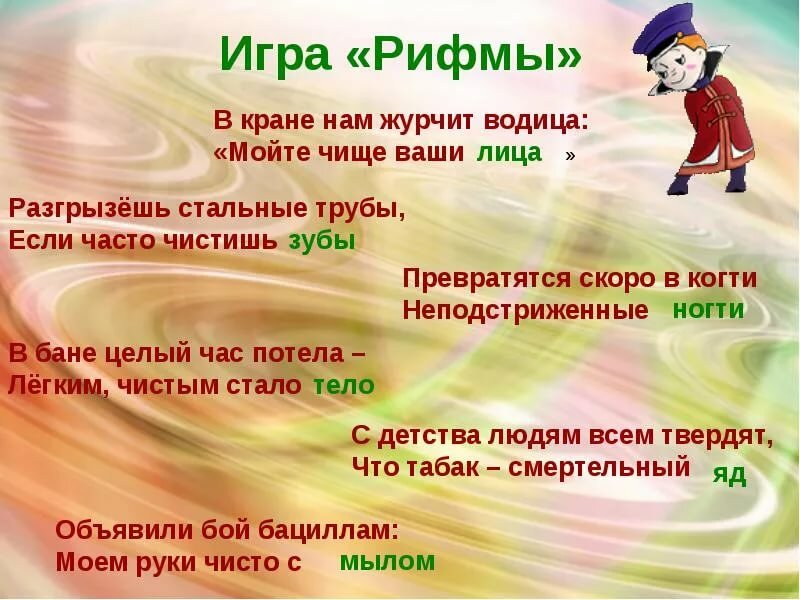 Игра «Рифмы»
В кране нам журчит водица:
«Мойте чище ваши лица »
Разгрызёшь стальные трубы,
Если часто чистишь зубы
Превратятся скоро в когти
Неподстриженные ногти
В бане целый час потела –
Лёгким, чистым стало тело
С детства людям всем твердят,
Что табак – смертельный яд
Объявили бой бациллам:
Моем руки чисто с мылом